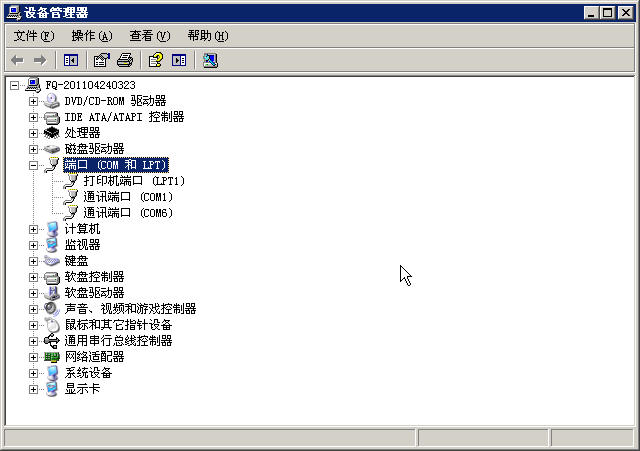 设备管理器
文件(F) 操作(A) 查看(V) 帮助(H)
FQ-201104240323
DVD/CD-ROM 驱动器
IDE ATA/ATAPI 控制器
处理器
磁盘驱动器
端口 (COM 和 LPT)
打印机端口 (LPT1)
通讯端口 (COM1)
通讯端口 (COM6)
计算机
监视器
键盘
软盘控制器
软盘驱动器
声音、视频和游戏控制器
鼠标和其它指针设备
通用串行总线控制器
网络适配器
系统设备
显示卡